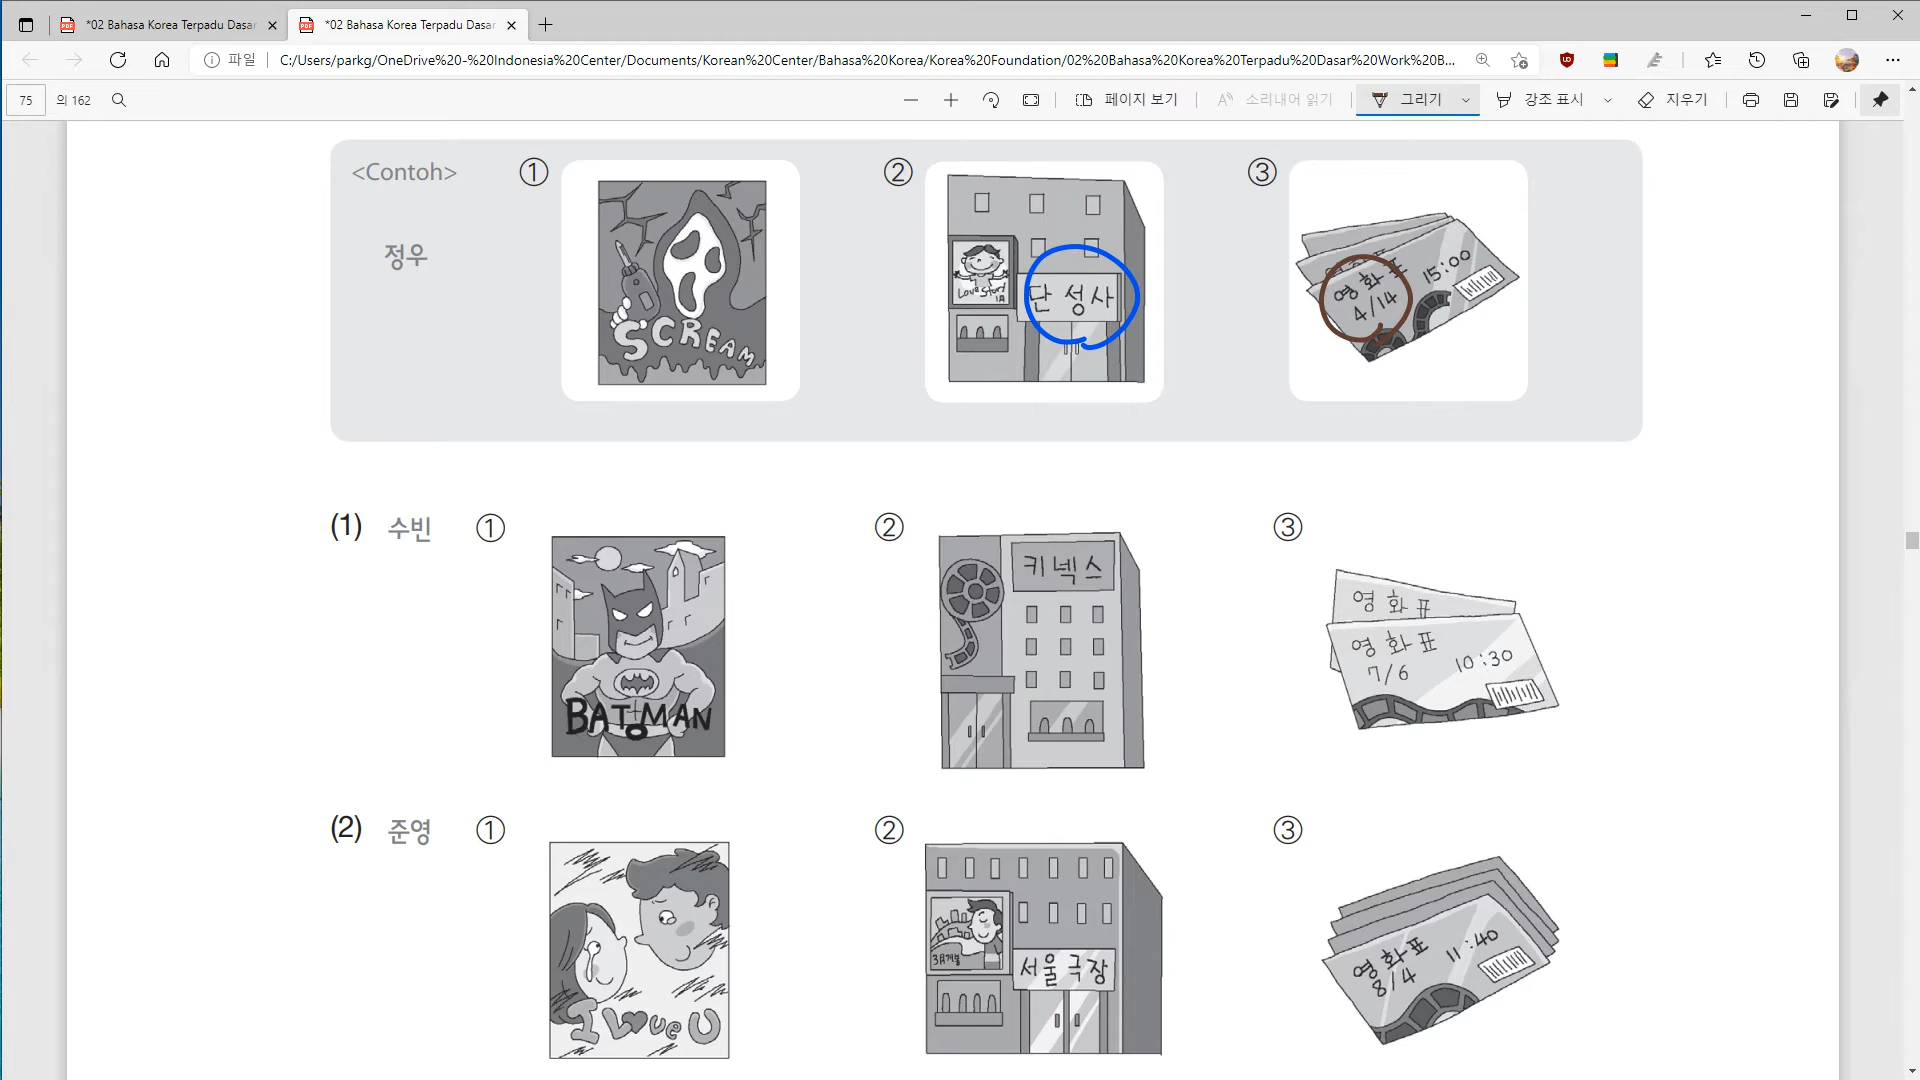 *02 Bahasa Korea Terpadu Dasar
*02 Bahasa Korea Terpadu Dasar
파일
C:/Users/parkg/OneDrive%20-%20Indonesia%20Center/Documents/Korean%20Center/Bahasa%20Korea/Korea%20Foundation/02%20Bahasa%20Korea%20Terpadu%20Dasar%20Work%20B...
75 의 162
페이지 보기
소리내어 읽기
그리기
강조 표시
지우기
<Contoh>
①
②
③
정우
SCREAM
Love Story
단성사
영화표
4/14
15:00
(1) 수빈
①
②
③
BATMAN
키넥스
영화표
영화표
7/6
10:30
(2) 준영
①
②
③
I Love U
3月개봉
서울극장
영화표
8/4
11:40